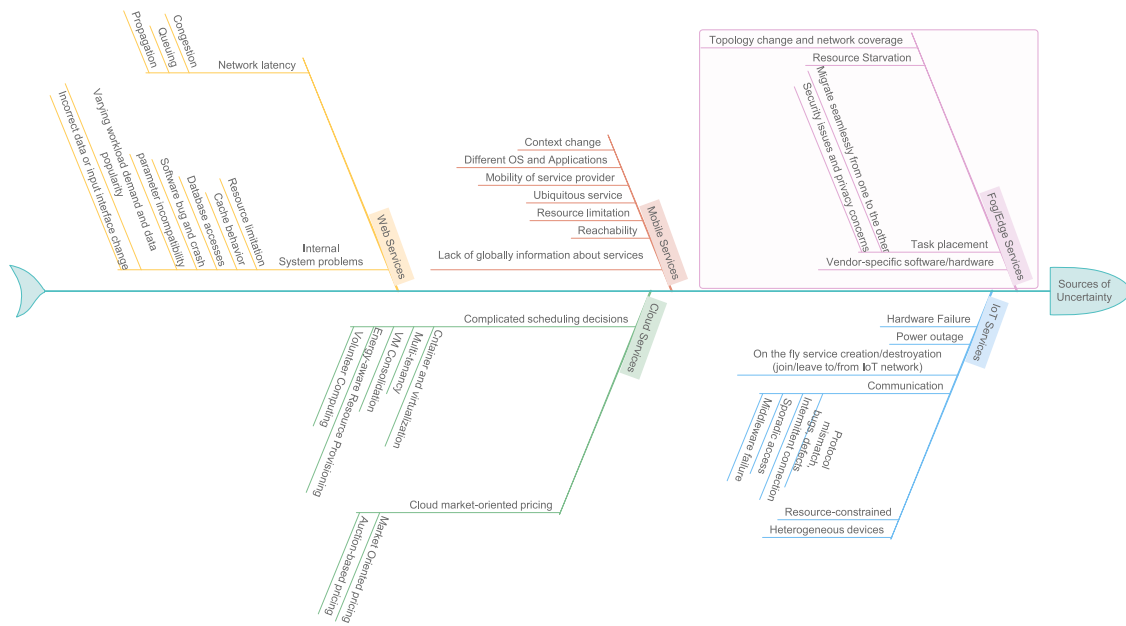 Congestion
Queuing
Propagation
Network latency
Resource limitation
Cache behavior
Database accesses
Software bug and crash
parameter incompatibility
Varying workload demand and data
popularity
Incorrect data or input interface change
Internal
System problems
Web Services
Context change
Different OS and Applications
Mobility of service provider
Ubiquitous service
Resource limitation
Reachability
Lack of globally information about services
Mobile Services
Topology change and network coverage
Resource Starvation
Migrate seamlessly from one to the other
Security issues and privacy concerns
Task placement
Vendor-specific software/hardware
Fog/Edge Services
Sources of
Uncertainty
Cloud Services
Complicated scheduling decisions
Cntainer and virtualization
Multi-tenancy
VM Consolidation
Energy-aware Resource Provisioning
Volunteer Computing
Cloud market-oriented pricing
Market Oriented pricing
Auction-based pricing
IoT Services
Hardware Failure
Power outage
On the fly service creation/destroyation
(join/leave to/from IoT network)
Communication
Protocol
mismatch,
bugs, defects
Intermittent connection
Sporadic access
Middleware failure
Resource-constrained
Heterogeneous devices